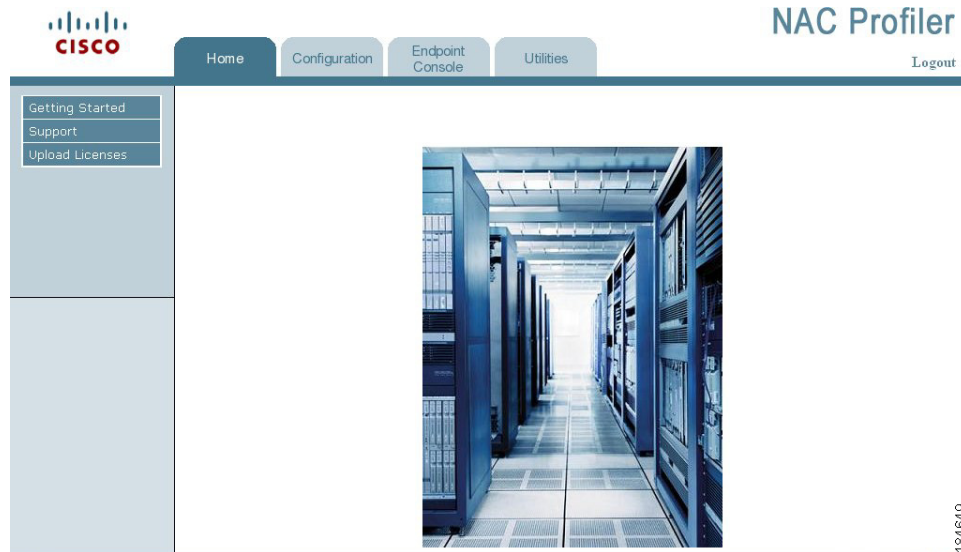 CISCO
NAC Profiler
Home
Configuration
Endpoint
Console
Utilities
Logout
Getting Started
Support
Upload Licenses